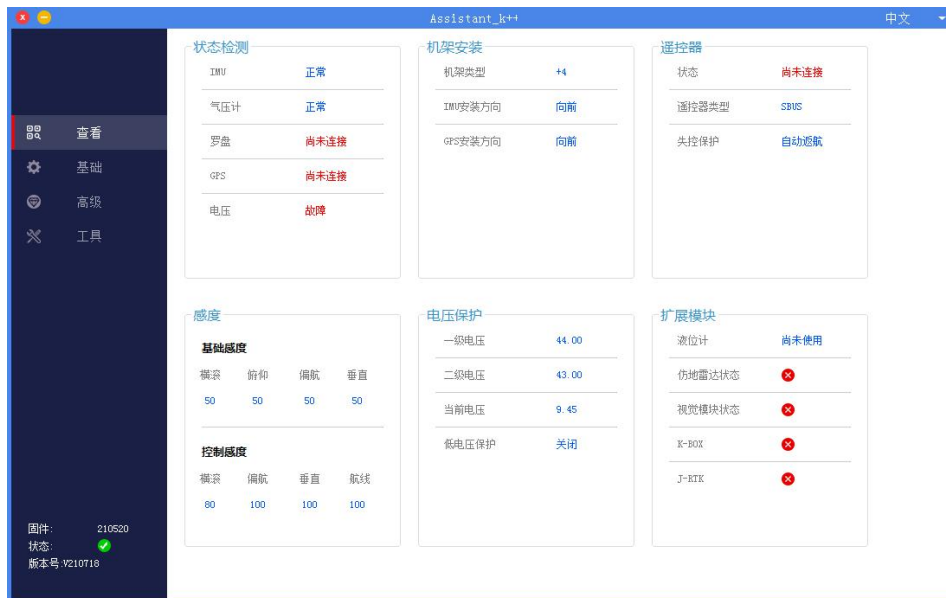 Assistant_k++ 中文
查看
基础
高级
工具
固件: 210520
状态:
版本号:V210718
状态检测
IMU 正常
气压计 正常
罗盘 尚未连接
GPS 尚未连接
电压 故障
机架安装
机架类型 +4
IMU安装方向 向前
GPS安装方向 向前
遥控器
状态 尚未连接
遥控器类型 SBUS
失控保护 自动返航
感度
基础感度
横滚 俯仰 偏航 垂直
50 50 50 50
控制感度
横滚 偏航 垂直 航线
80 100 100 100
电压保护
一级电压 44.00
二级电压 43.00
当前电压 9.45
低电压保护 关闭
扩展模块
液位计 尚未使用
仿地雷达状态
视觉模块状态
K-BOX
J-RTK